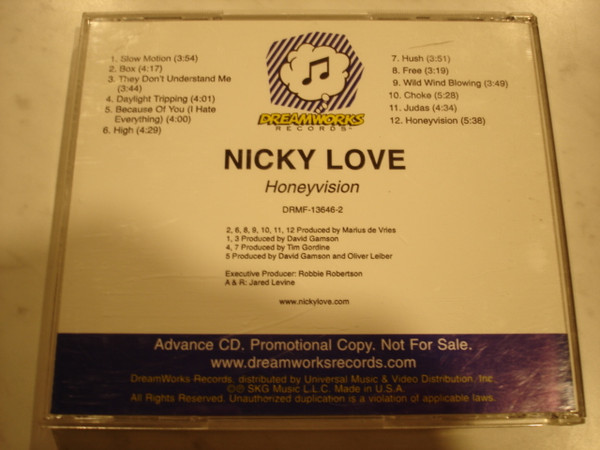 1. Slow Motion (3:54)
2. Box (4:17)
3. They Don't Understand Me
(3:44)
4. Daylight Tripping (4:01)
5. Because Of You (I Hate
Everything) (4:00)
6. High (4:29)
DREAMWORKS
RECORDS
7. Hush (3:51)
8. Free (3:19)
9. Wild Wind Blowing (3:49)
10. Choke (5:28)
11. Judas (4:34)
12. Honeyvision (5:38)
NICKY LOVE
Honeyvision
DRMF-13646-2
2, 6, 8, 9, 10, 11, 12 Produced by Marius de Vries
1, 3 Produced by David Gamson
4, 7 Produced by Tim Gordine
5 Produced by David Gamson and Oliver Leiber
Executive Producer: Robbie Robertson
A & R: Jared Levine
www.nickylove.com
Advance CD. Promotional Copy. Not For Sale.
www.dreamworksrecords.com
DreamWorks Records, distributed by Universal Music & Video Distribution, Inc.
©℗ SKG Music L.L.C. Made in U.S.A.
All Rights Reserved. Unauthorized duplication is a violation of applicable laws.